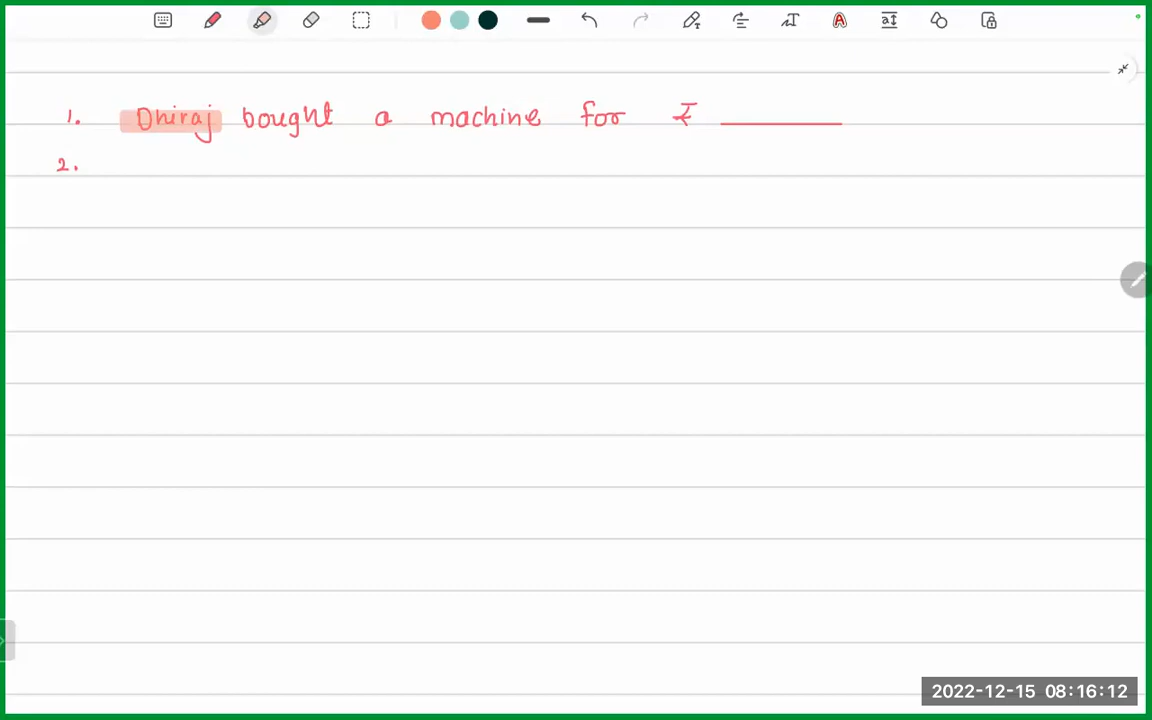 1. Dhiraj bought a machine for ₹ ________
2.
2022-12-15 08:16:12